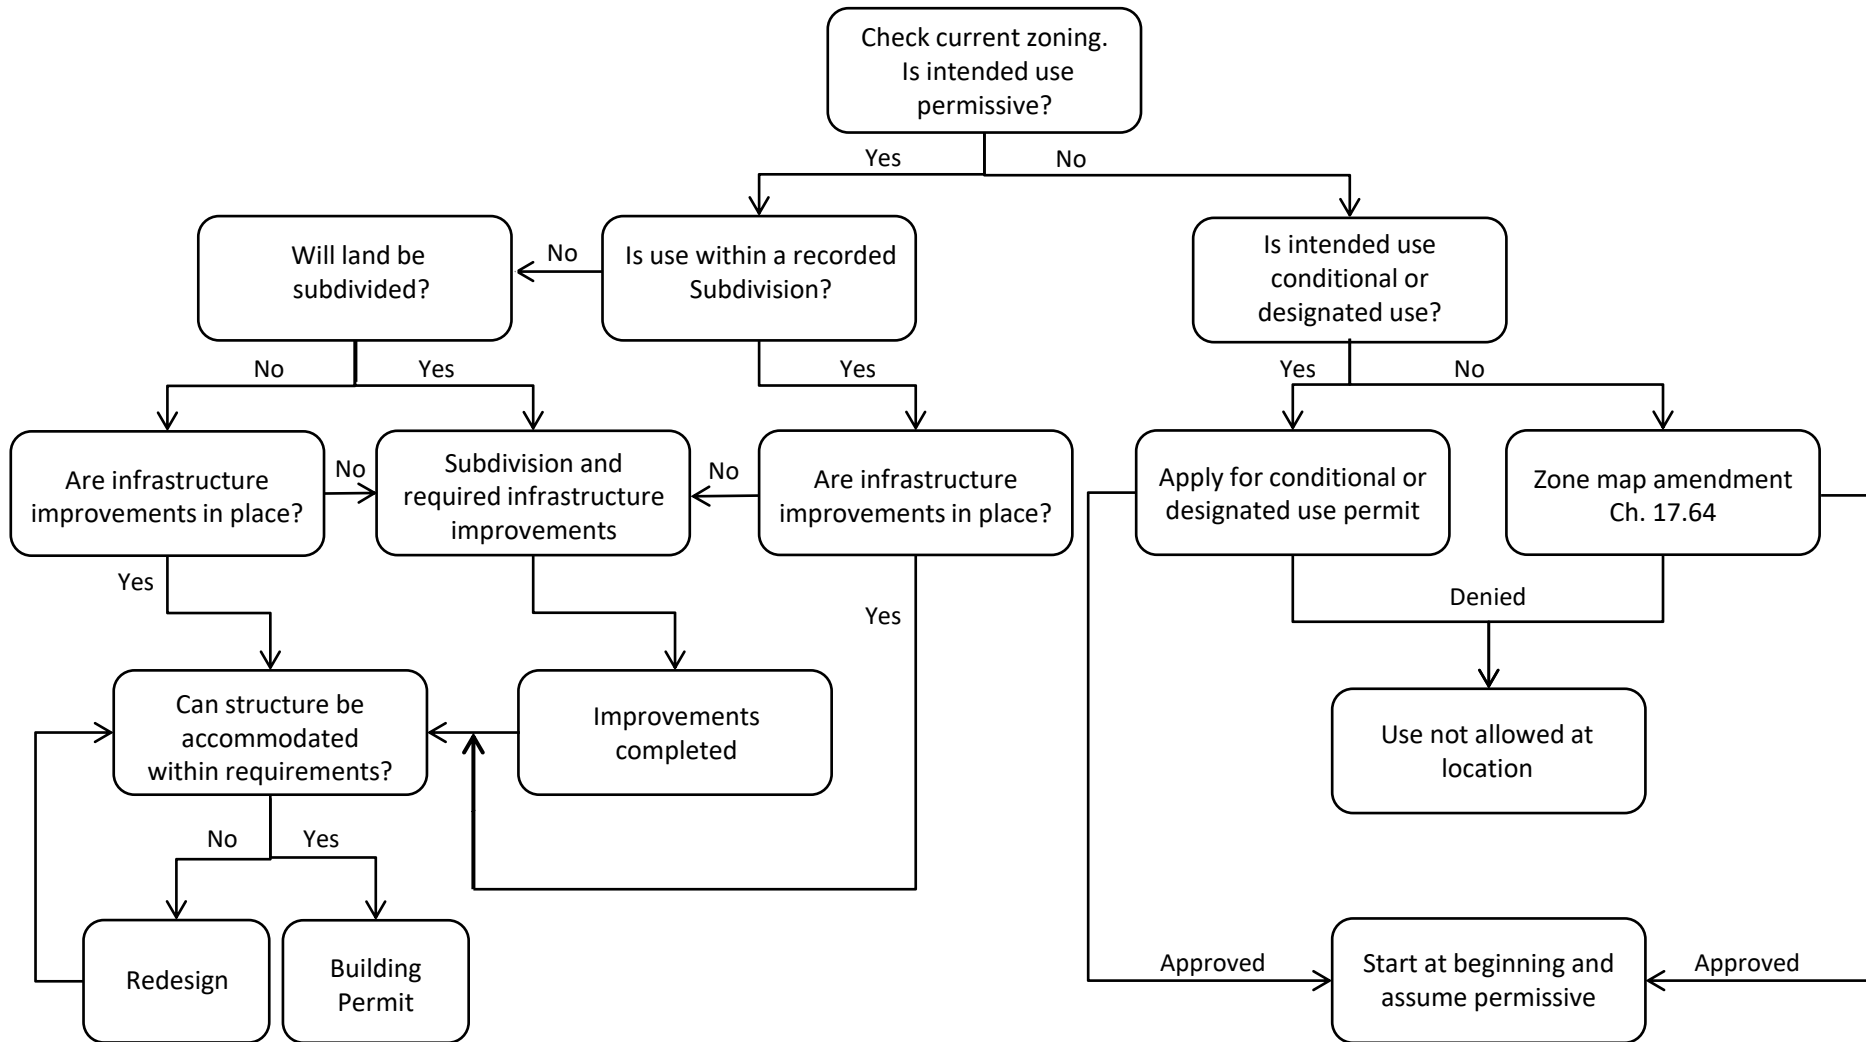 Check current zoning.
Is intended use
permissive?
Yes
No
Will land be
subdivided?
No
Is use within a recorded
Subdivision?
Is intended use
conditional or
designated use?
No
Yes
Yes
Yes
No
Are infrastructure
improvements in place?
No
Subdivision and
required infrastructure
improvements
No
Are infrastructure
improvements in place?
Apply for conditional or
designated use permit
Zone map amendment
Ch. 17.64
Yes
Yes
Denied
Can structure be
accommodated
within requirements?
Improvements
completed
Use not allowed at
location
No
Yes
Redesign
Building
Permit
Approved
Start at beginning and
assume permissive
Approved